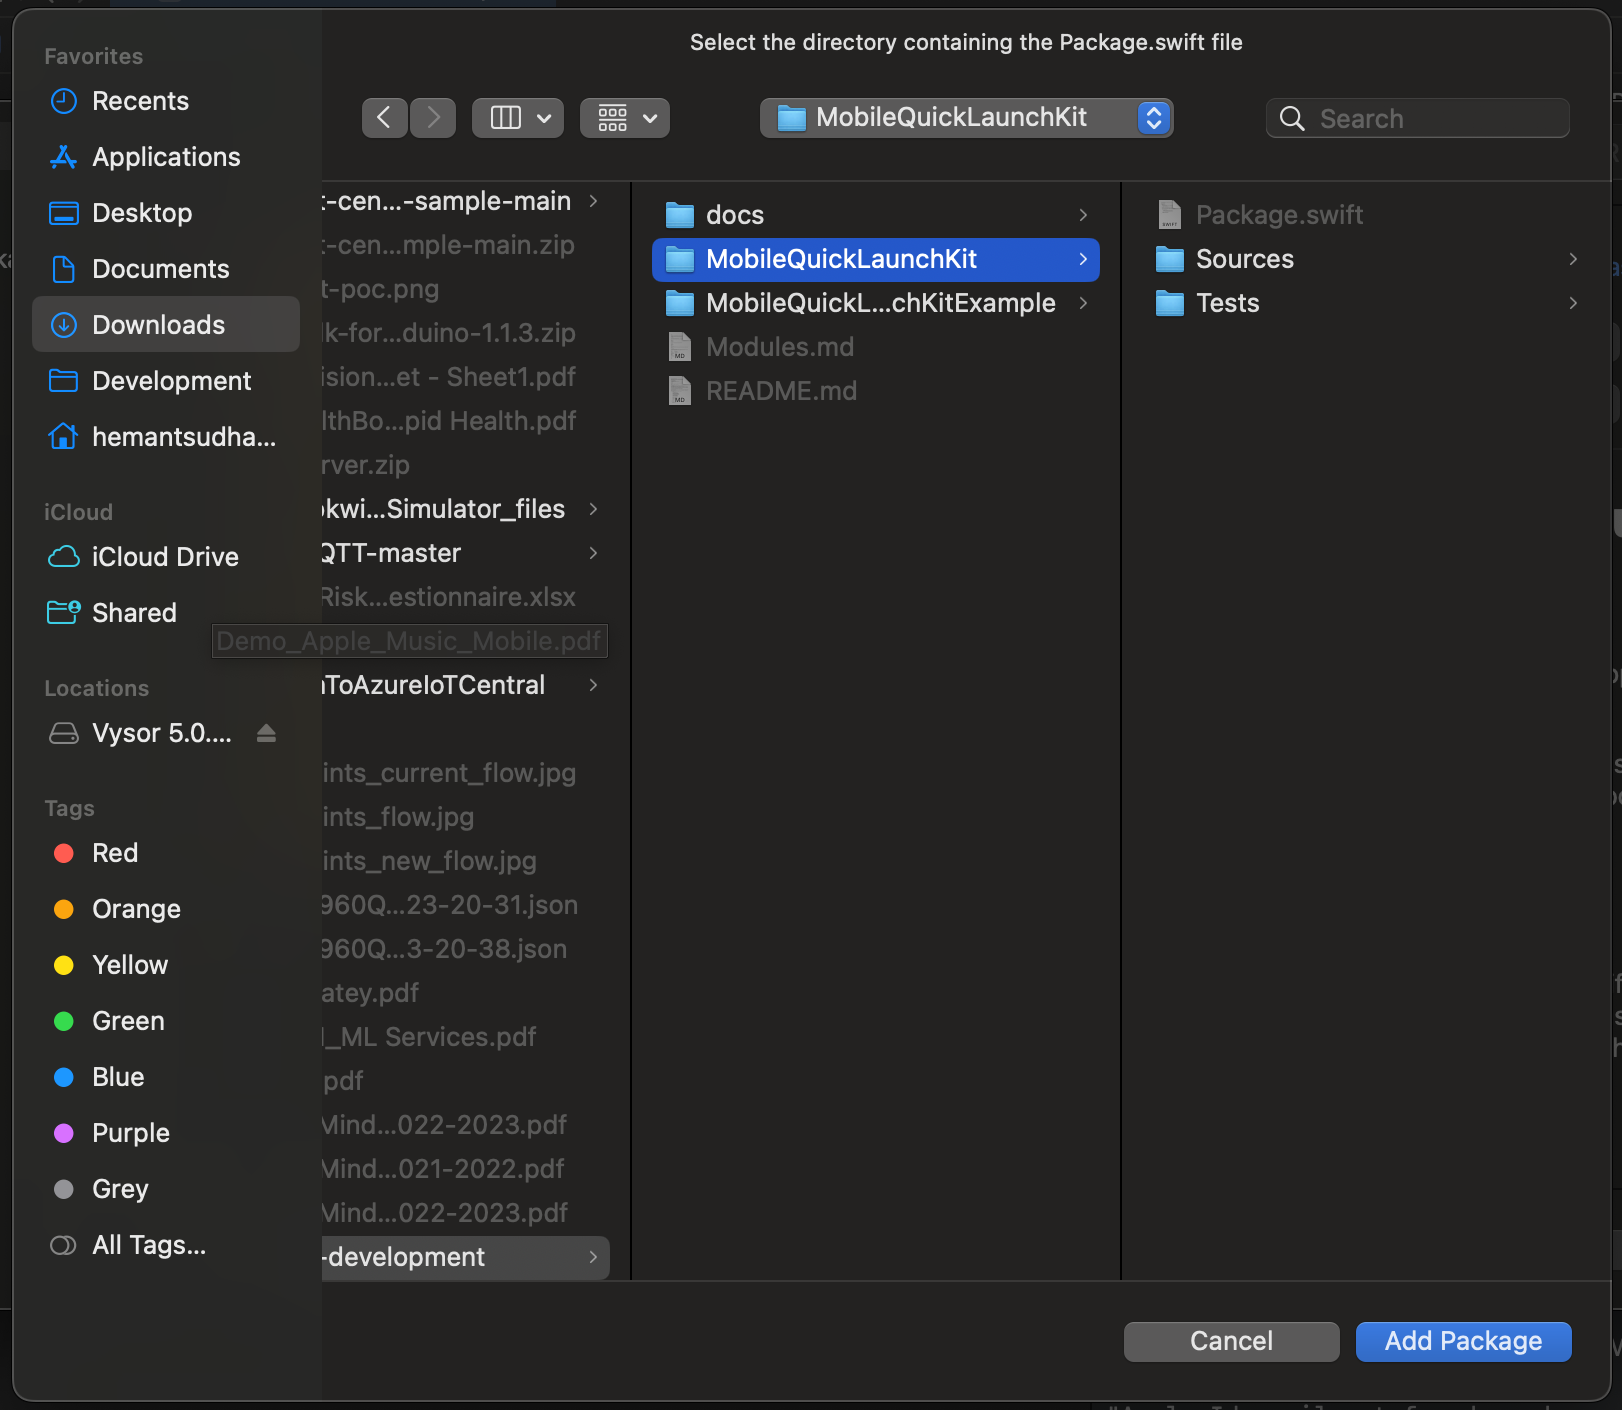 Select the directory containing the Package.swift file
MobileQuickLaunchKit
Search
Favorites
Recents
Applications
Desktop
Documents
Downloads
Development
hemantsudha...
iCloud
iCloud Drive
Shared
Locations
Vysor 5.0....
Tags
Red
Orange
Yellow
Green
Blue
Purple
Grey
All Tags...
t-cen...-sample-main
t-cen...mple-main.zip
t-poc.png
lk-for...duino-1.1.3.zip
ision...et - Sheet1.pdf
lthBo...pid Health.pdf
rver.zip
okwi...Simulator_files
QTT-master
Risk...estionnaire.xlsx
Demo_Apple_Music_Mobile.pdf
nToAzureIoTCentral
ints_current_flow.jpg
ints_flow.jpg
ints_new_flow.jpg
960Q...23-20-31.json
960Q...3-20-38.json
atey.pdf
l_ML Services.pdf
pdf
Mind...022-2023.pdf
Mind...021-2022.pdf
Mind...022-2023.pdf
-development
docs
MobileQuickLaunchKit
MobileQuickL...chKitExample
Modules.md
README.md
Package.swift
Sources
Tests
Cancel
Add Package